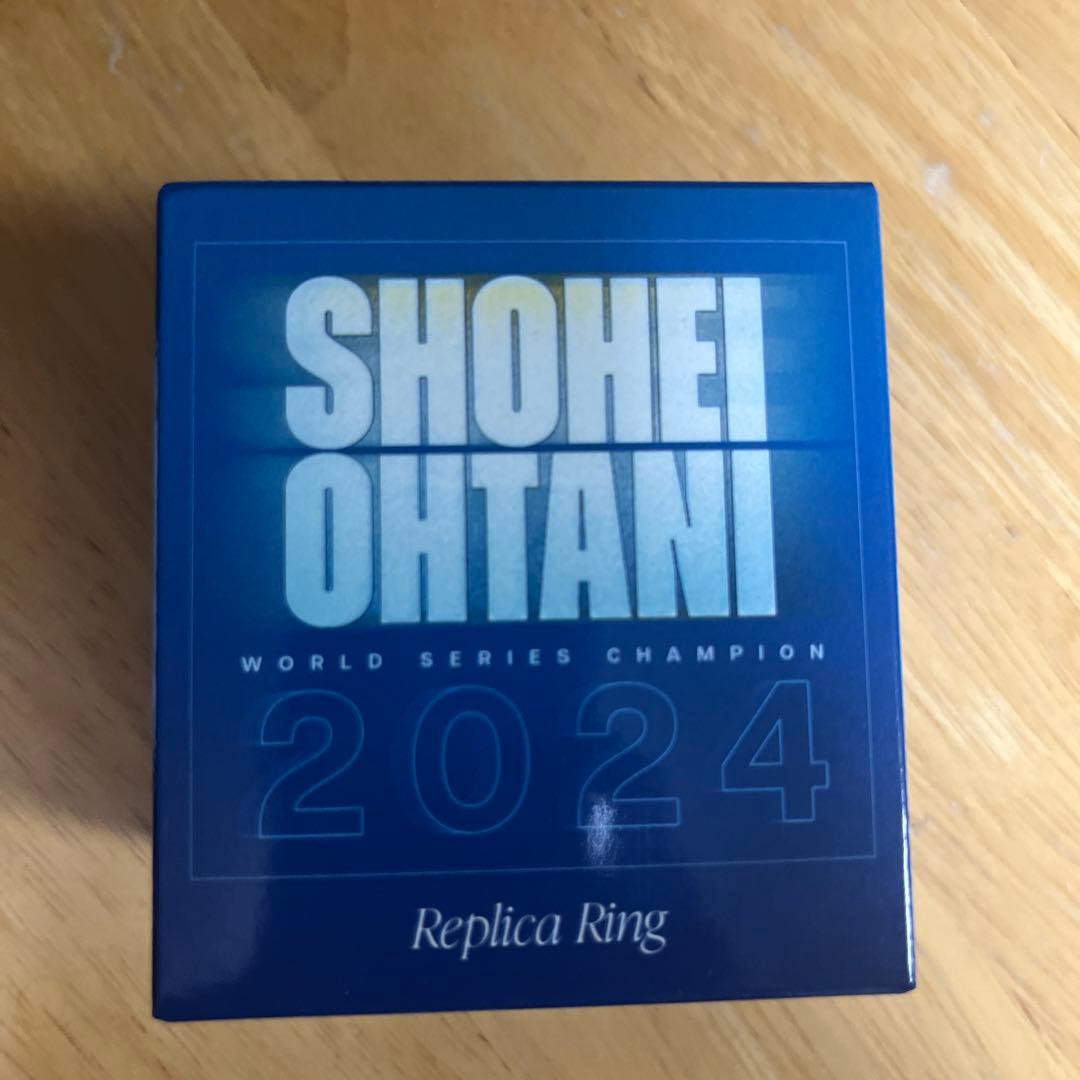 SHOHEI
OHTANI
WORLD SERIES CHAMPION
2024
Replica Ring